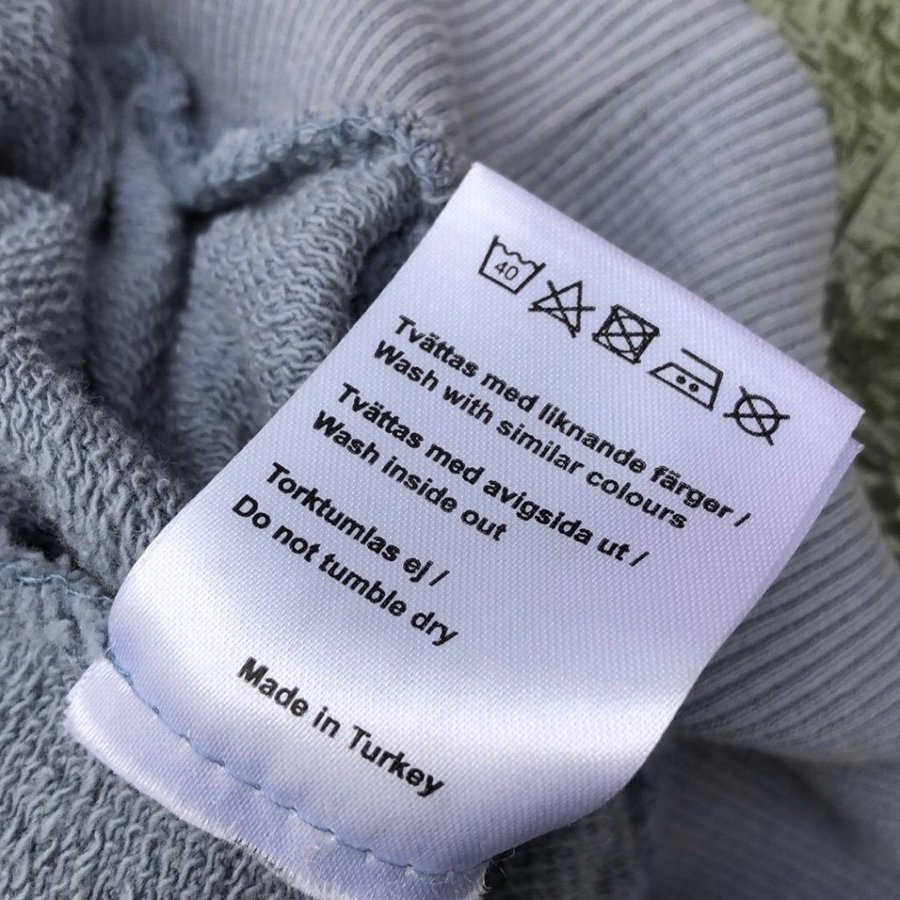 40
Tvättas med liknande färger /
Wash with similar colours
Tvättas med avigsida ut /
Wash inside out
Torktumlas ej /
Do not tumble dry
Made in Turkey